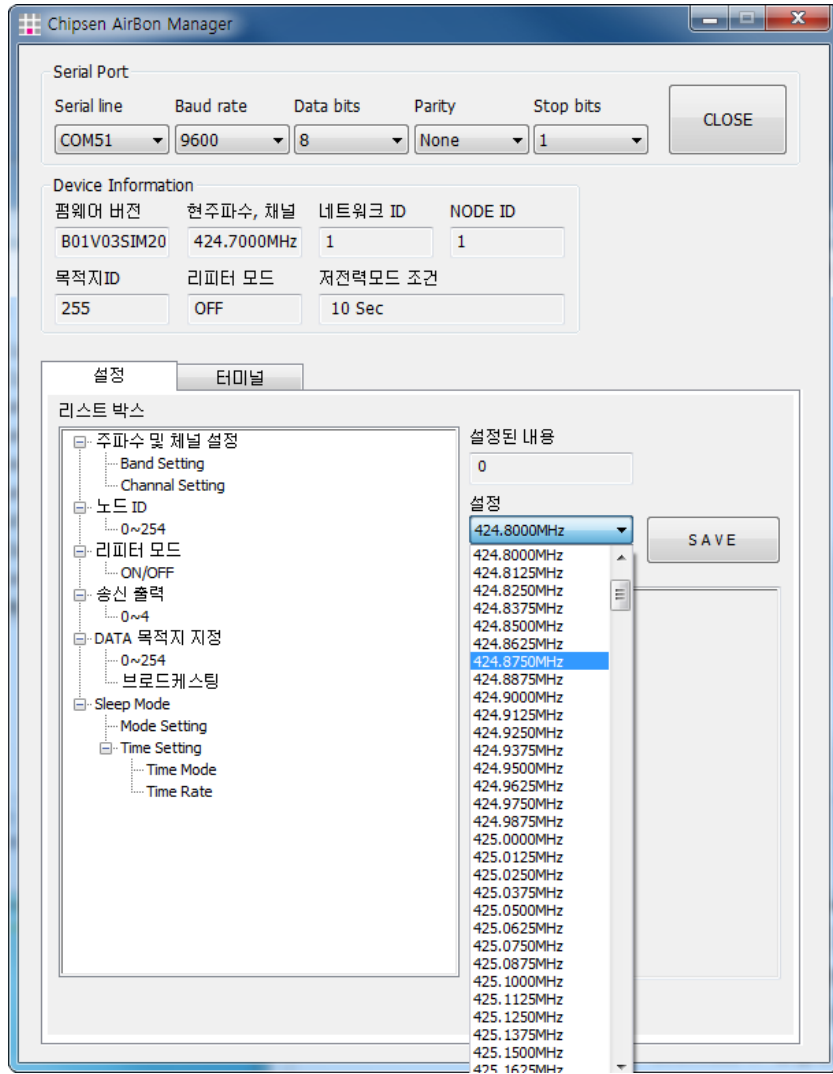 Chipsen AirBon Manager
Serial Port
Serial line Baud rate Data bits Parity Stop bits
COM51 9600 8 None 1 CLOSE
Device Information
펌웨어 버전 현주파수, 채널 네트워크 ID NODE ID
B01V03SIM20 424.7000MHz 1 1
목적지ID 리피터 모드 저전력모드 조건
255 OFF 10 Sec
설정 터미널
리스트 박스
주파수 및 체널 설정
Band Setting
Channal Setting
노드 ID
0~254
리피터 모드
ON/OFF
송신 출력
0~4
DATA 목적지 지정
0~254
브로드케스팅
Sleep Mode
Mode Setting
Time Setting
Time Mode
Time Rate
설정된 내용
0
설정
424.8000MHz SAVE
424.8000MHz
424.8125MHz
424.8250MHz
424.8375MHz
424.8500MHz
424.8625MHz
424.8750MHz
424.8875MHz
424.9000MHz
424.9125MHz
424.9250MHz
424.9375MHz
424.9500MHz
424.9625MHz
424.9750MHz
424.9875MHz
425.0000MHz
425.0125MHz
425.0250MHz
425.0375MHz
425.0500MHz
425.0625MHz
425.0750MHz
425.0875MHz
425.1000MHz
425.1125MHz
425.1250MHz
425.1375MHz
425.1500MHz
425.1625MHz